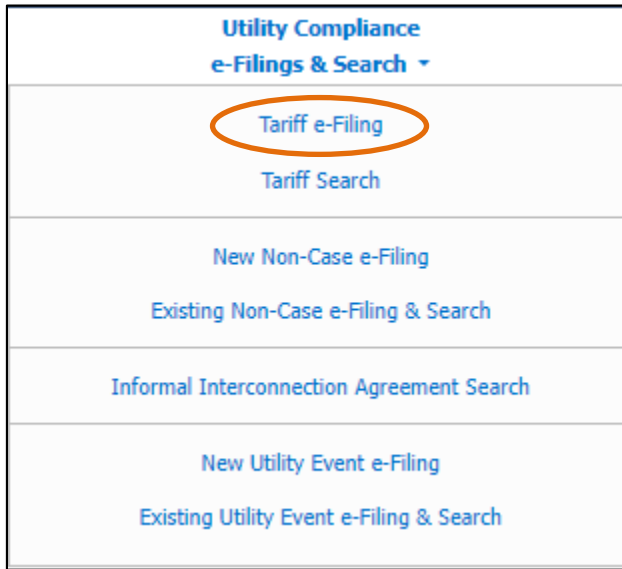 Utility Compliance
e-Filings & Search
Tariff e-Filing
Tariff Search
New Non-Case e-Filing
Existing Non-Case e-Filing & Search
Informal Interconnection Agreement Search
New Utility Event e-Filing
Existing Utility Event e-Filing & Search